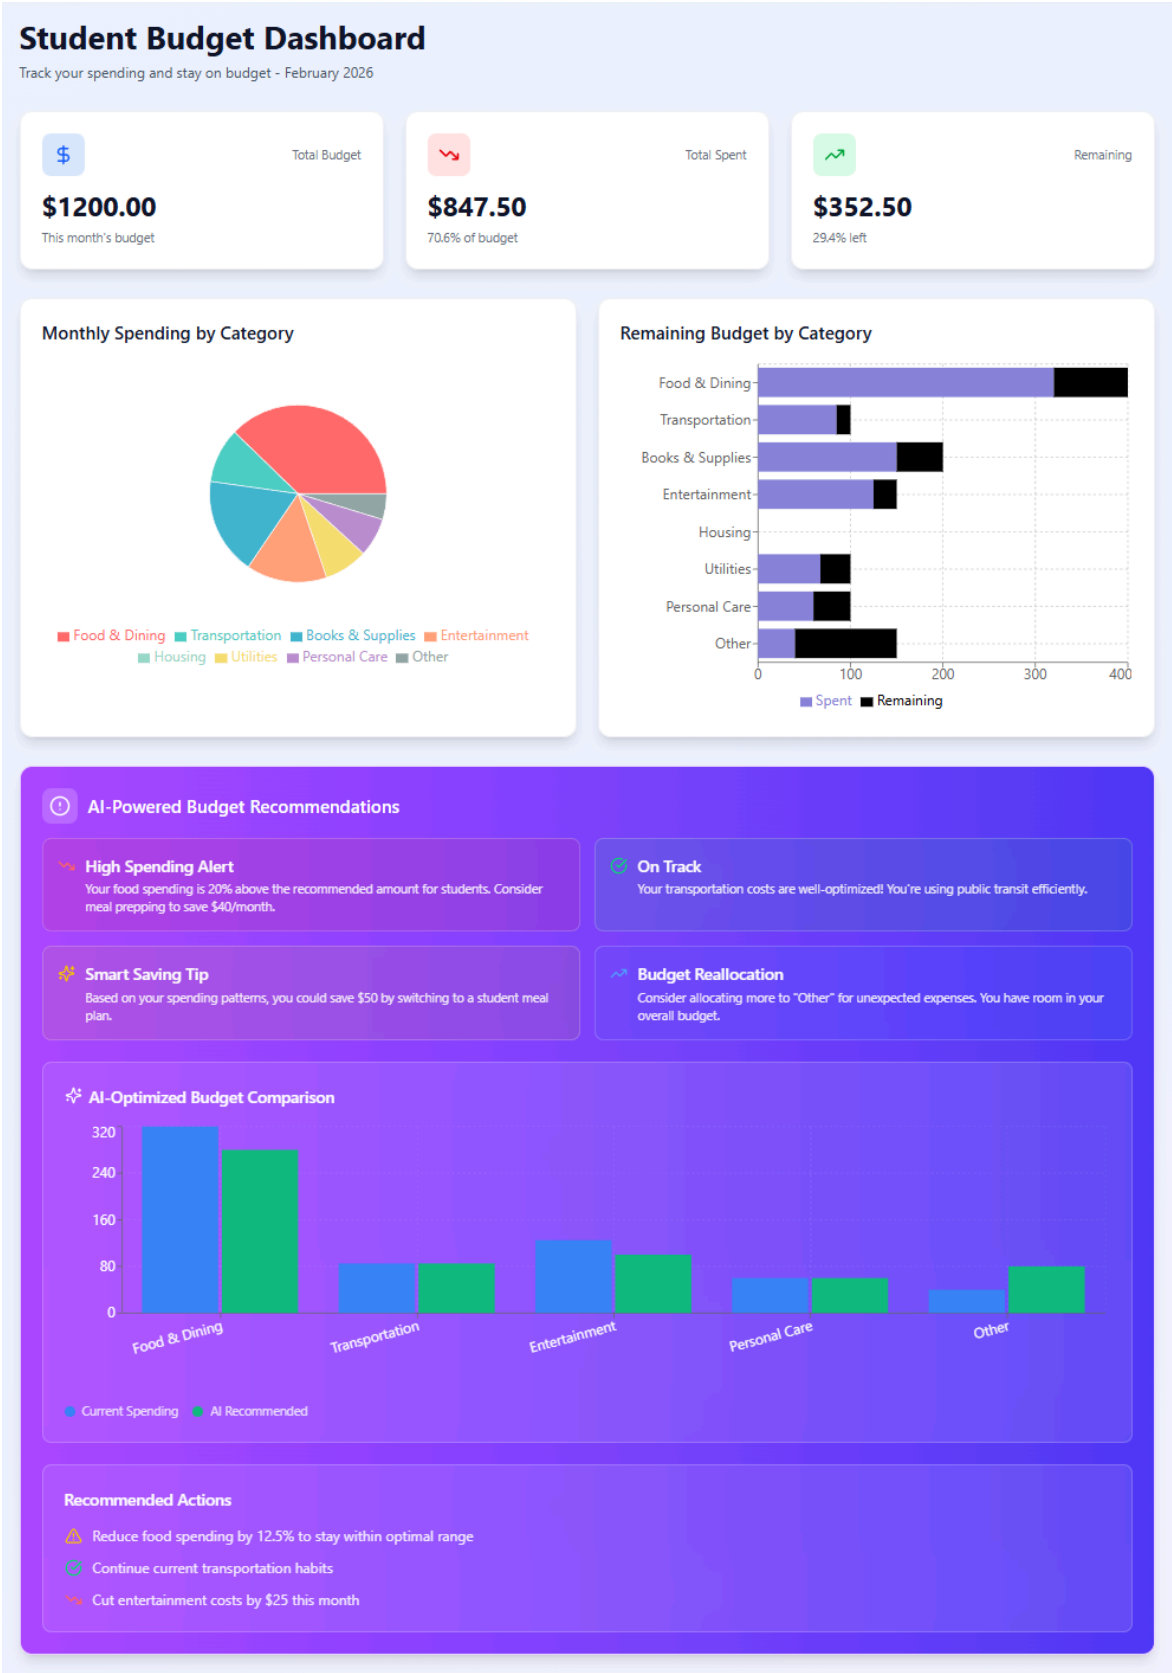 Student Budget Dashboard
Track your spending and stay on budget - February 2026
Total Budget
$1200.00
This month's budget
Total Spent
$847.50
70.6% of budget
Remaining
$352.50
29.4% left
Monthly Spending by Category
Food & Dining Transportation Books & Supplies Entertainment
Housing Utilities Personal Care Other
Remaining Budget by Category
Food & Dining
Transportation
Books & Supplies
Entertainment
Housing
Utilities
Personal Care
Other
0 100 200 300 400
Spent Remaining
AI-Powered Budget Recommendations
High Spending Alert
Your food spending is 20% above the recommended amount for students. Consider
meal prepping to save $40/month.
On Track
Your transportation costs are well-optimized! You're using public transit efficiently.
Smart Saving Tip
Based on your spending patterns, you could save $50 by switching to a student meal
plan.
Budget Reallocation
Consider allocating more to "Other" for unexpected expenses. You have room in your
overall budget.
AI-Optimized Budget Comparison
320
240
160
80
0
Food & Dining Transportation Entertainment Personal Care Other
Current Spending AI Recommended
Recommended Actions
Reduce food spending by 12.5% to stay within optimal range
Continue current transportation habits
Cut entertainment costs by $25 this month